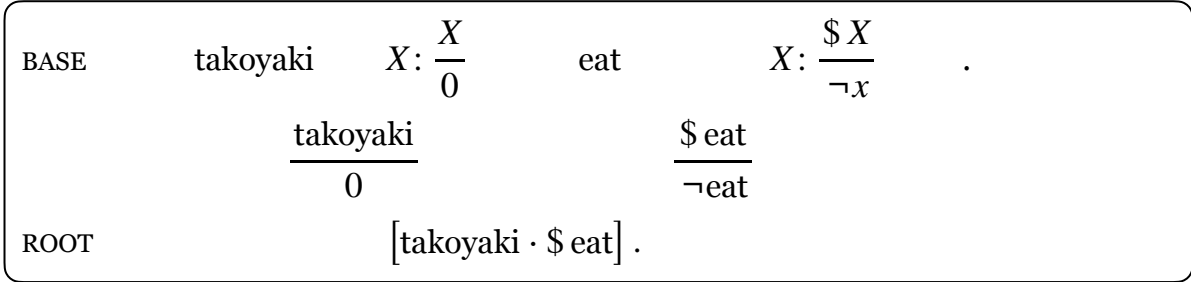 BASE takoyaki X: X/0 eat X: $ X/¬x .
takoyaki/0 $ eat/¬eat
ROOT [takoyaki · $ eat] .